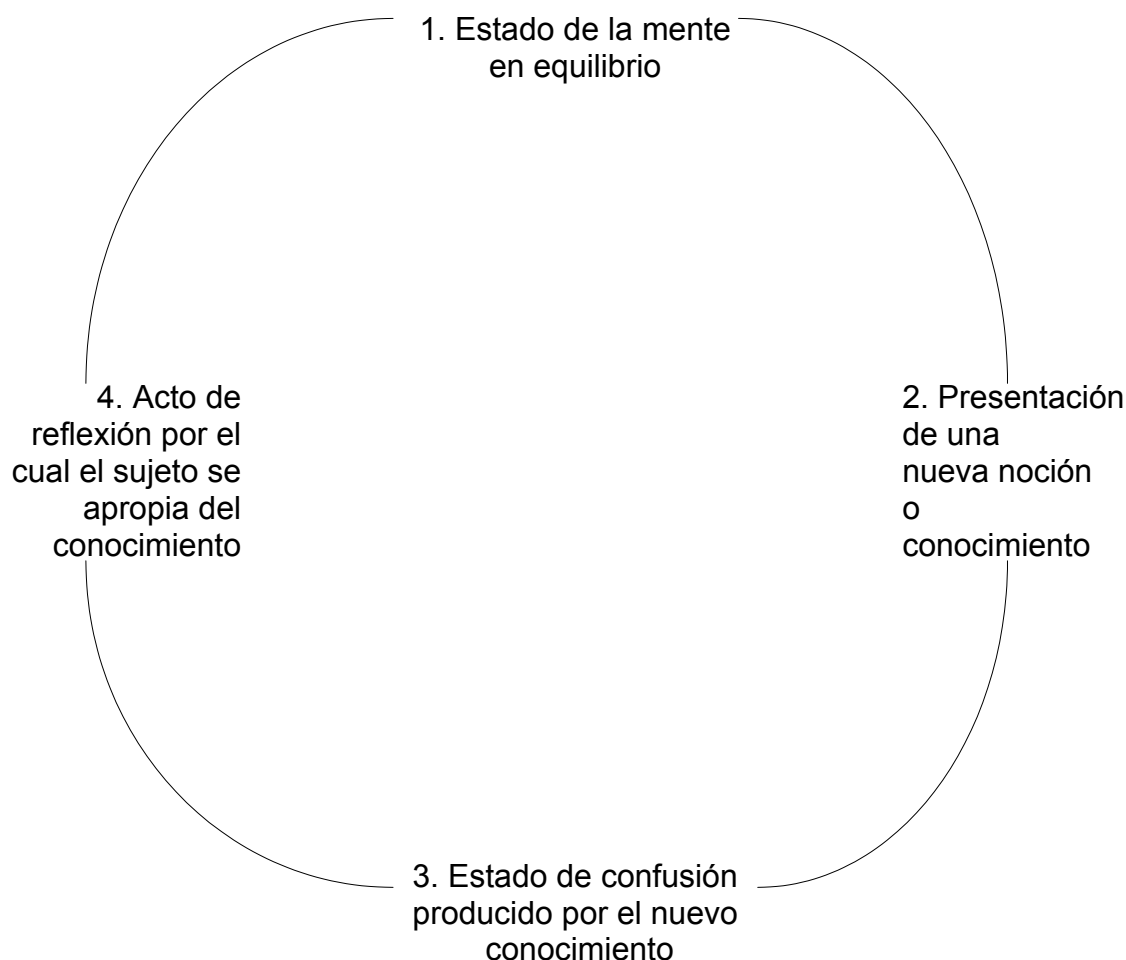 1. Estado de la mente
en equilibrio
2. Presentación
de una
nueva noción
o
conocimiento
3. Estado de confusión
producido por el nuevo
conocimiento
4. Acto de
reflexión por el
cual el sujeto se
apropia del
conocimiento